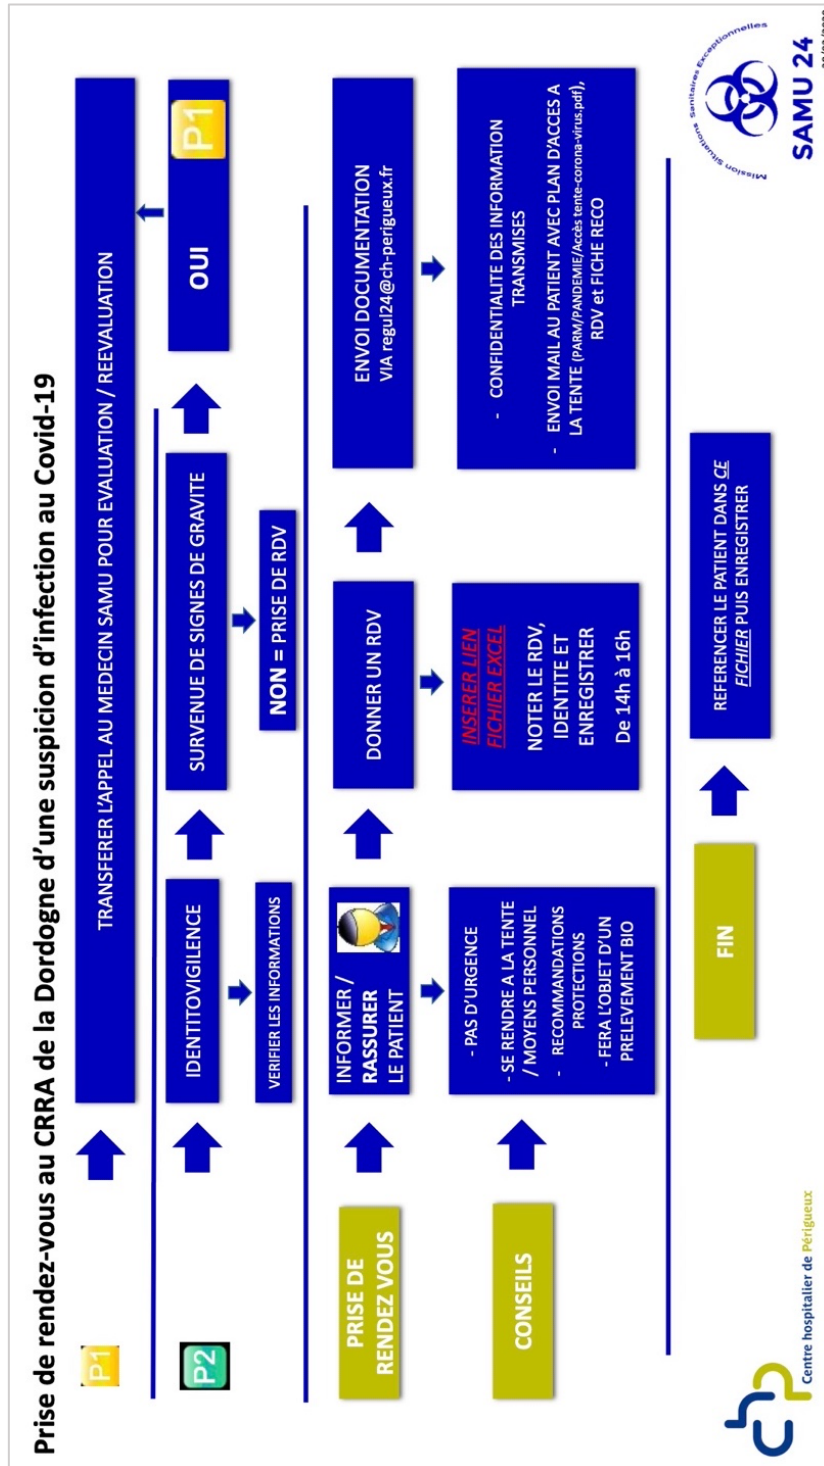 Prise de rendez-vous au CRRA de la Dordogne d'une suspicion d'infection au Covid-19
P1
TRANSFERER L'APPEL AU MEDECIN SAMU POUR EVALUATION / REEVALUATION
P2
IDENTITOVIGILENCE
SURVENUE DE SIGNES DE GRAVITE
OUI
P1
VERIFIER LES INFORMATIONS
NON = PRISE DE RDV
PRISE DE
RENDEZ VOUS
INFORMER /
RASSURER
LE PATIENT
DONNER UN RDV
ENVOI DOCUMENTATION
VIA regul24@ch-perigueux.fr
CONSEILS
- PAS D'URGENCE
- SE RENDRE A LA TENTE
/ MOYENS PERSONNEL
- RECOMMANDATIONS
PROTECTIONS
- FERA L'OBJET D'UN
PRELEVEMENT BIO
INSERER LIEN
FICHIER EXCEL
NOTER LE RDV,
IDENTITE ET
ENREGISTRER
De 14h à 16h
- CONFIDENTIALITE DES INFORMATION
TRANSMISES
- ENVOI MAIL AU PATIENT AVEC PLAN D'ACCES A
LA TENTE (PARM/PANDEMIE/Accès tente-corona-virus.pdf),
RDV et FICHE RECO
FIN
REFERENCER LE PATIENT DANS CE
FICHIER PUIS ENREGISTRER
chp
Centre hospitalier de Périgueux
Mission Situations Sanitaires Exceptionnelles
SAMU 24